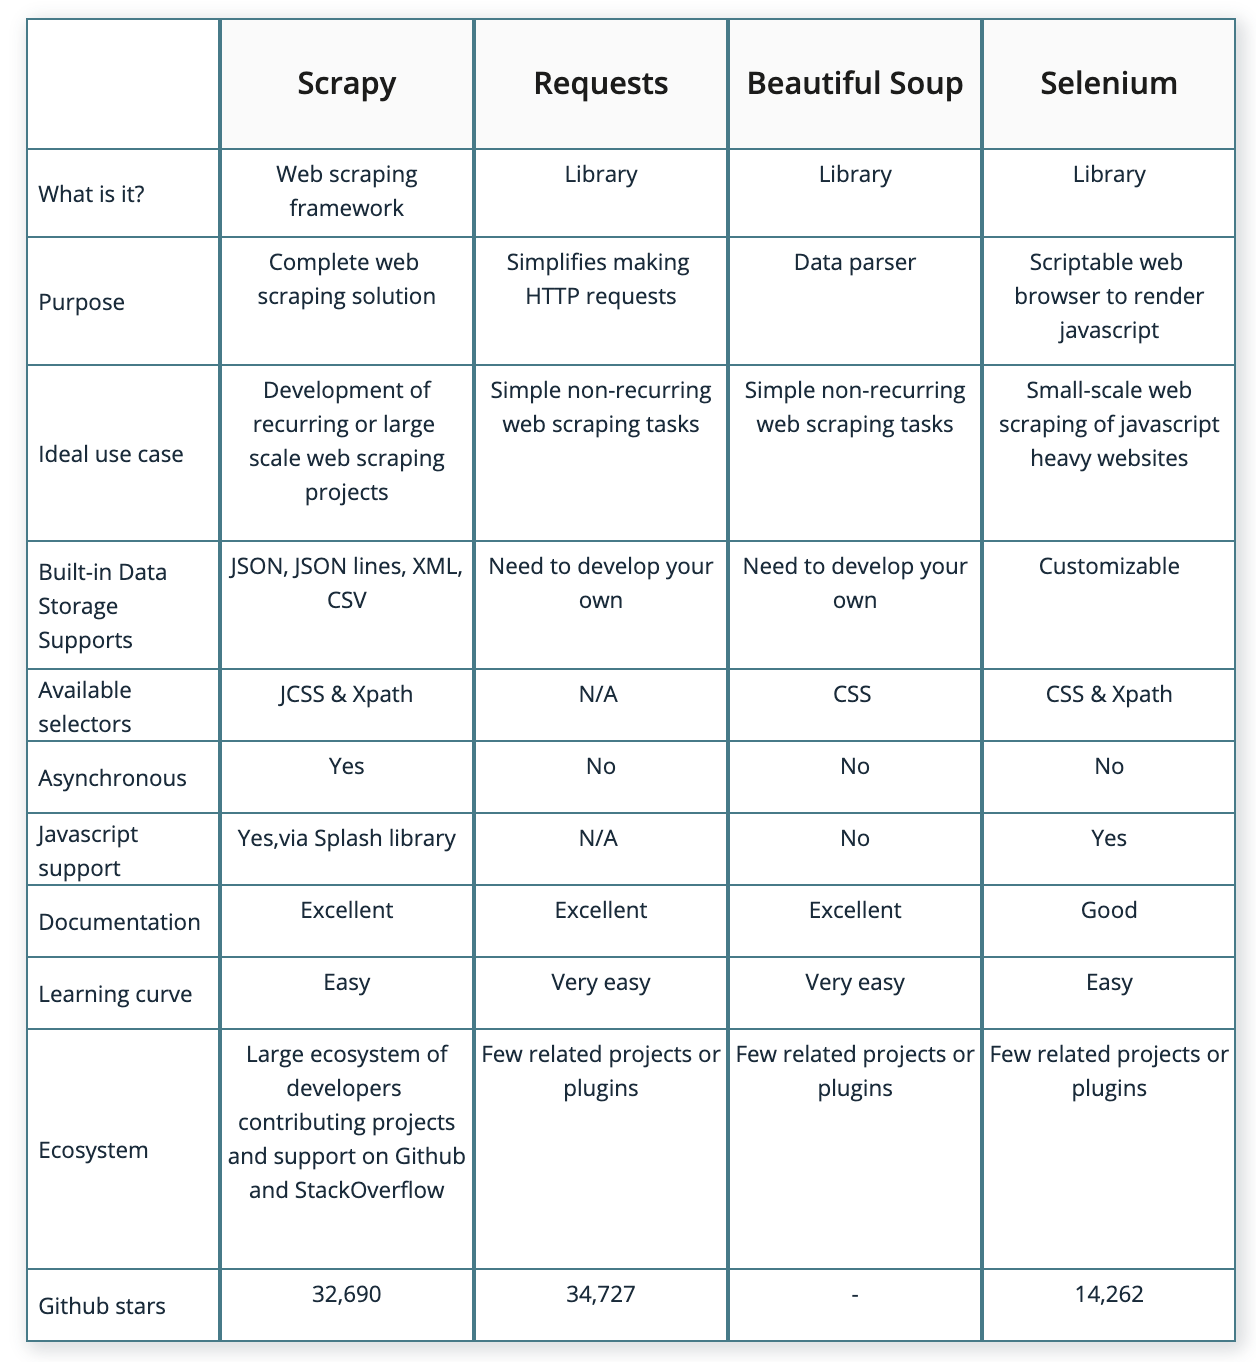 Scrapy Requests Beautiful Soup Selenium
What is it?
Web scraping
framework
Library
Library
Library
Purpose
Complete web
scraping solution
Simplifies making
HTTP requests
Data parser
Scriptable web
browser to render
javascript
Ideal use case
Development of
recurring or large
scale web scraping
projects
Simple non-recurring
web scraping tasks
Simple non-recurring
web scraping tasks
Small-scale web
scraping of javascript
heavy websites
Built-in Data
Storage
Supports
JSON, JSON lines, XML,
CSV
Need to develop your
own
Need to develop your
own
Customizable
Available
selectors
JCSS & Xpath
N/A
CSS
CSS & Xpath
Asynchronous
Yes
No
No
No
Javascript
support
Yes,via Splash library
N/A
No
Yes
Documentation
Excellent
Excellent
Excellent
Good
Learning curve
Easy
Very easy
Very easy
Easy
Ecosystem
Large ecosystem of
developers
contributing projects
and support on Github
and StackOverflow
Few related projects or
plugins
Few related projects or
plugins
Few related projects or
plugins
Github stars
32,690
34,727
-
14,262